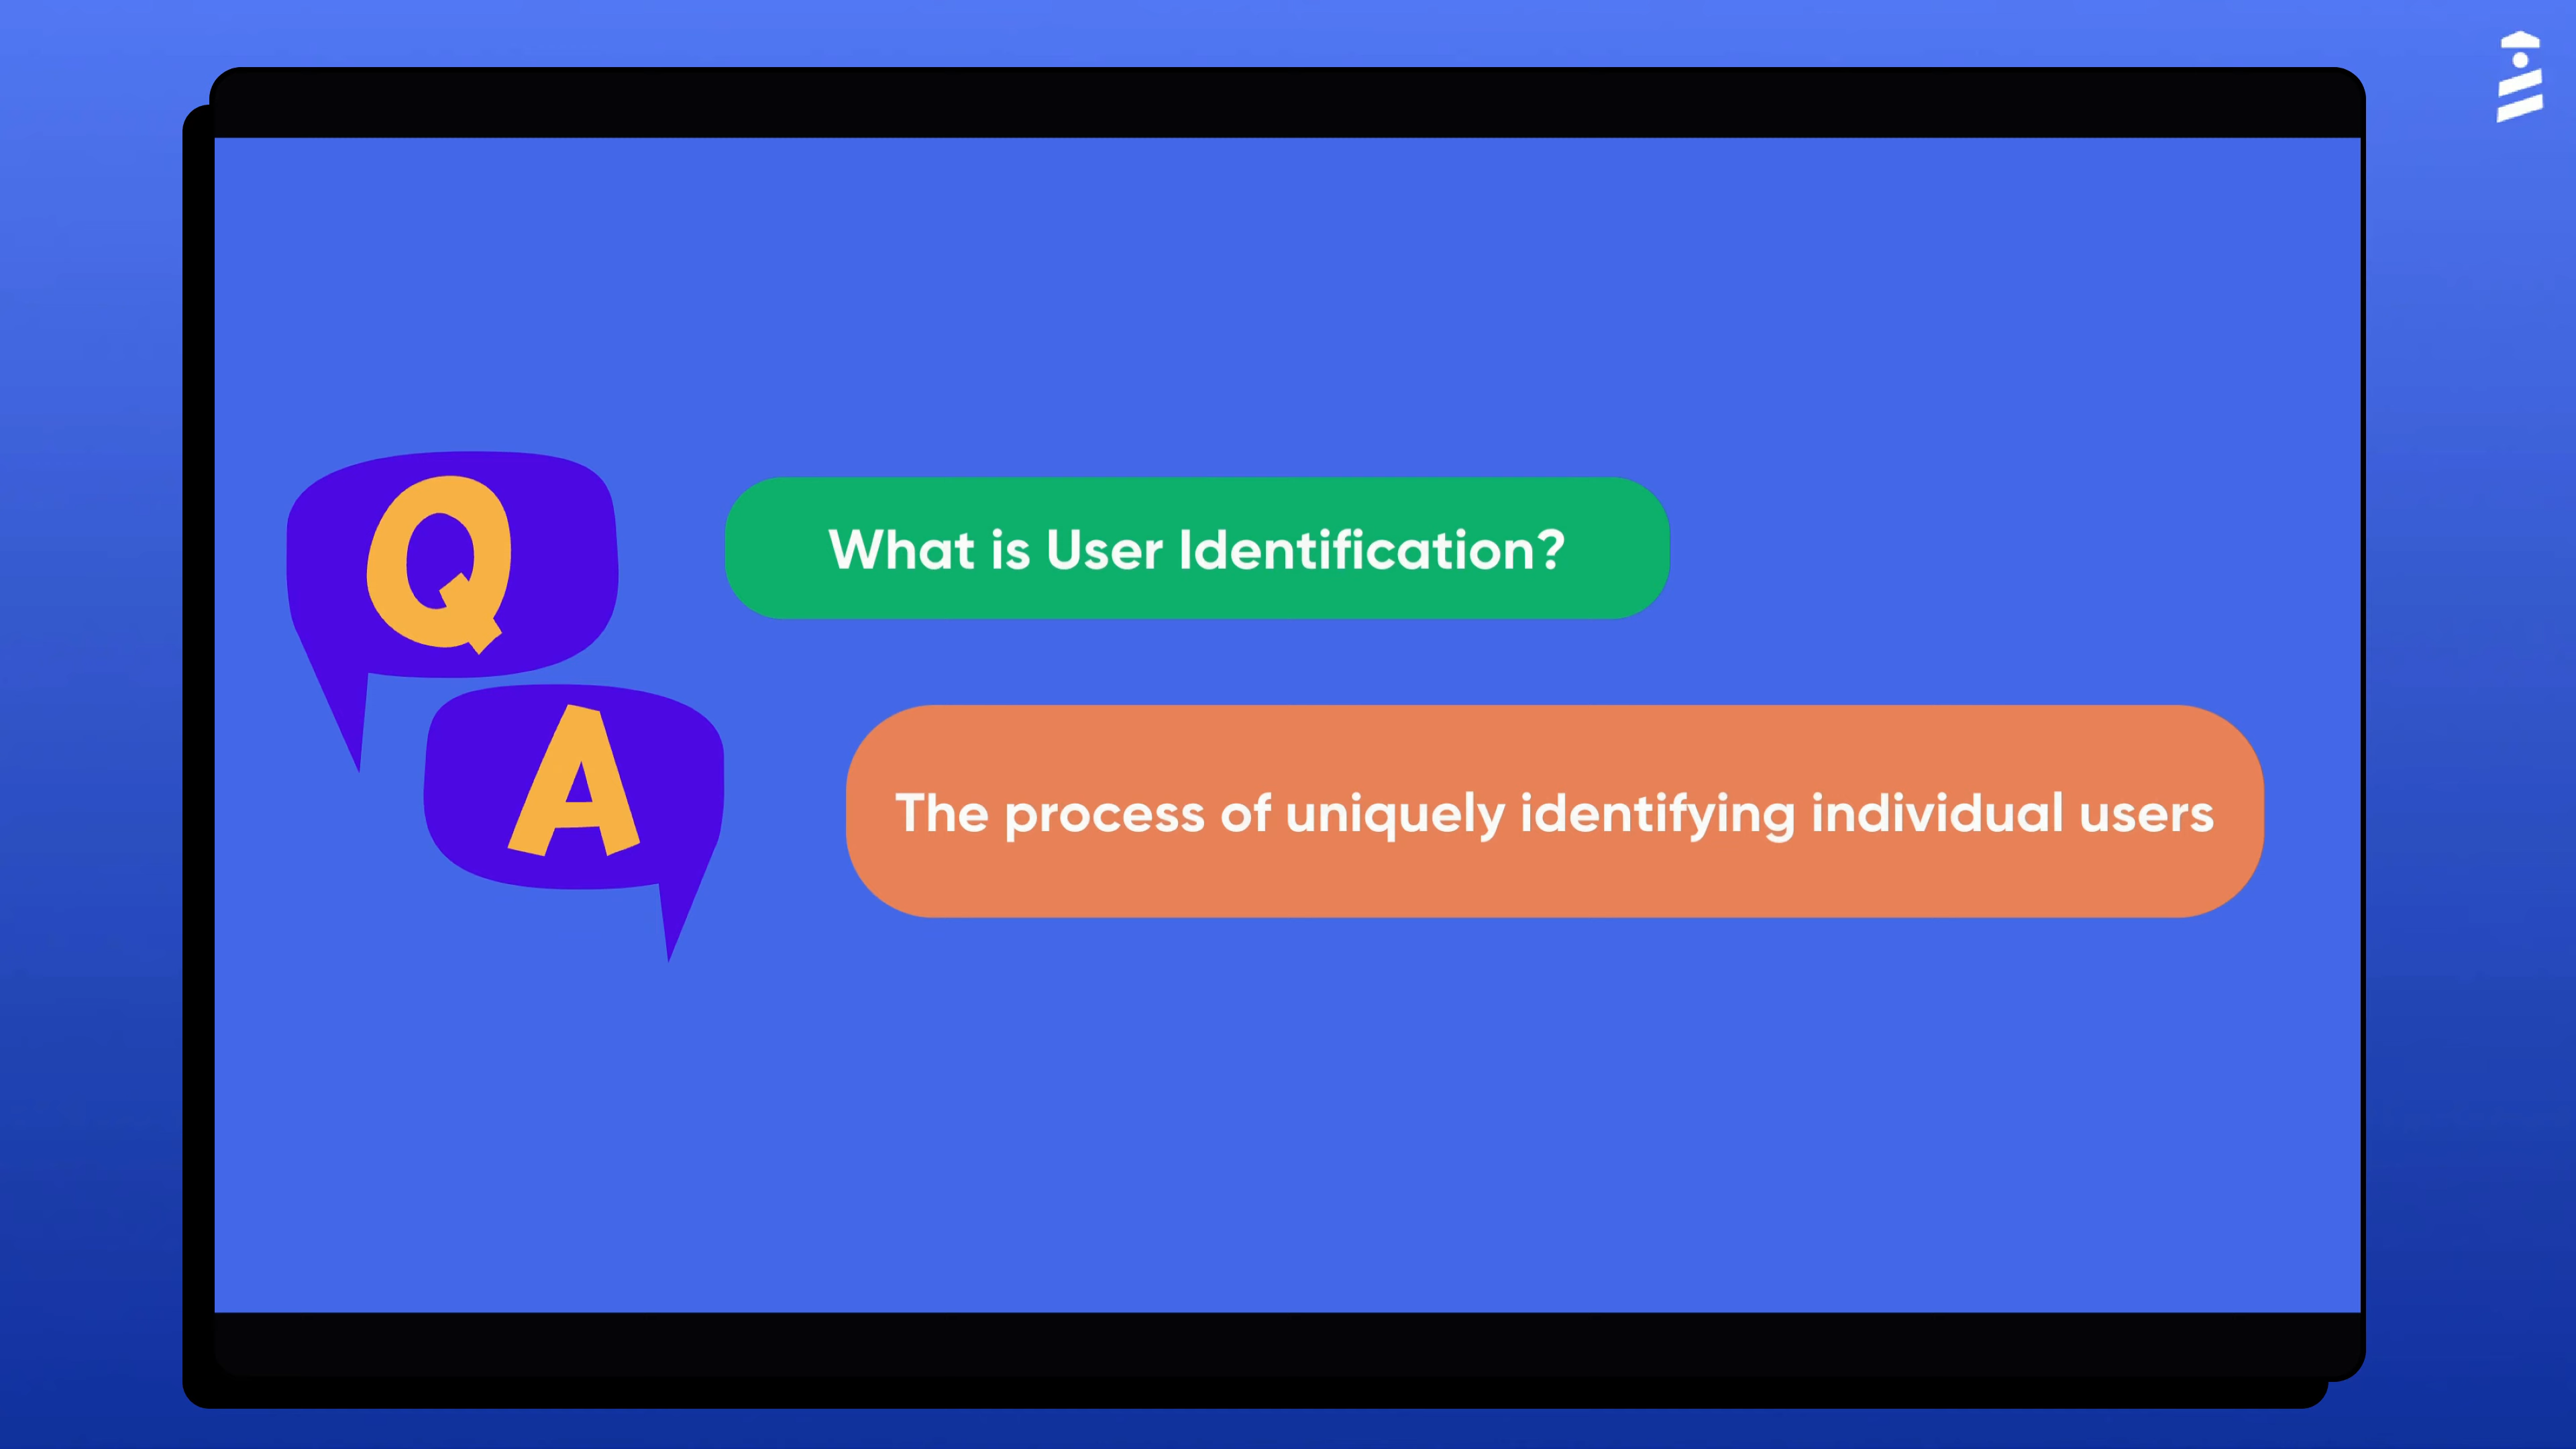 Q
What is User Identification?
A
The process of uniquely identifying individual users